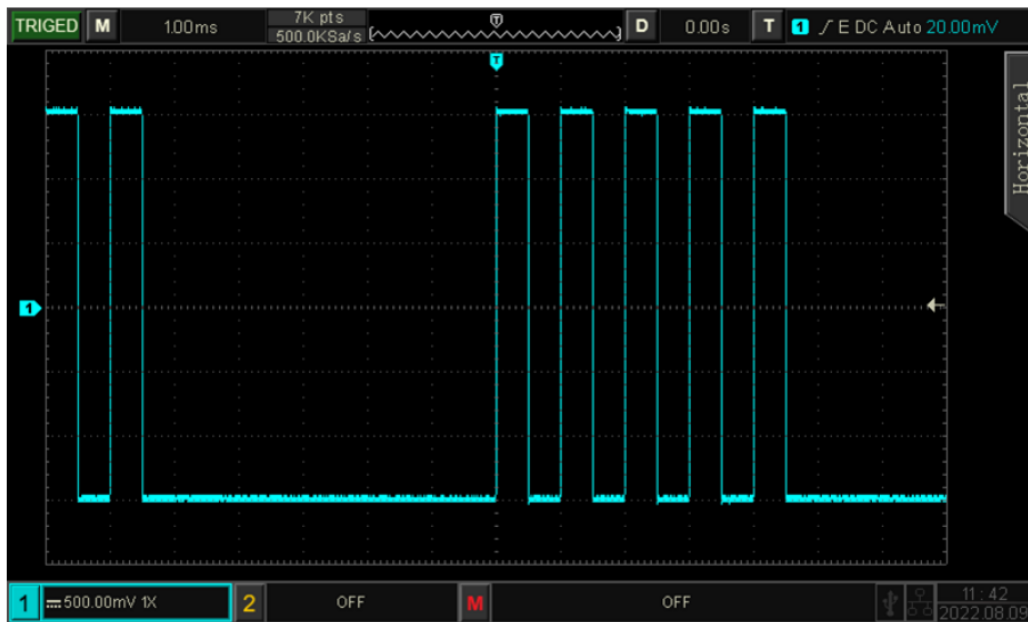 TRIGED M 1.00ms 7K pts D 0.00s T 1 E DC Auto 20.00mV
500.0KSa/s
T
T
Horizontal
1
1 500.00mV 1X 2 OFF M OFF 11:42
2022.08.09